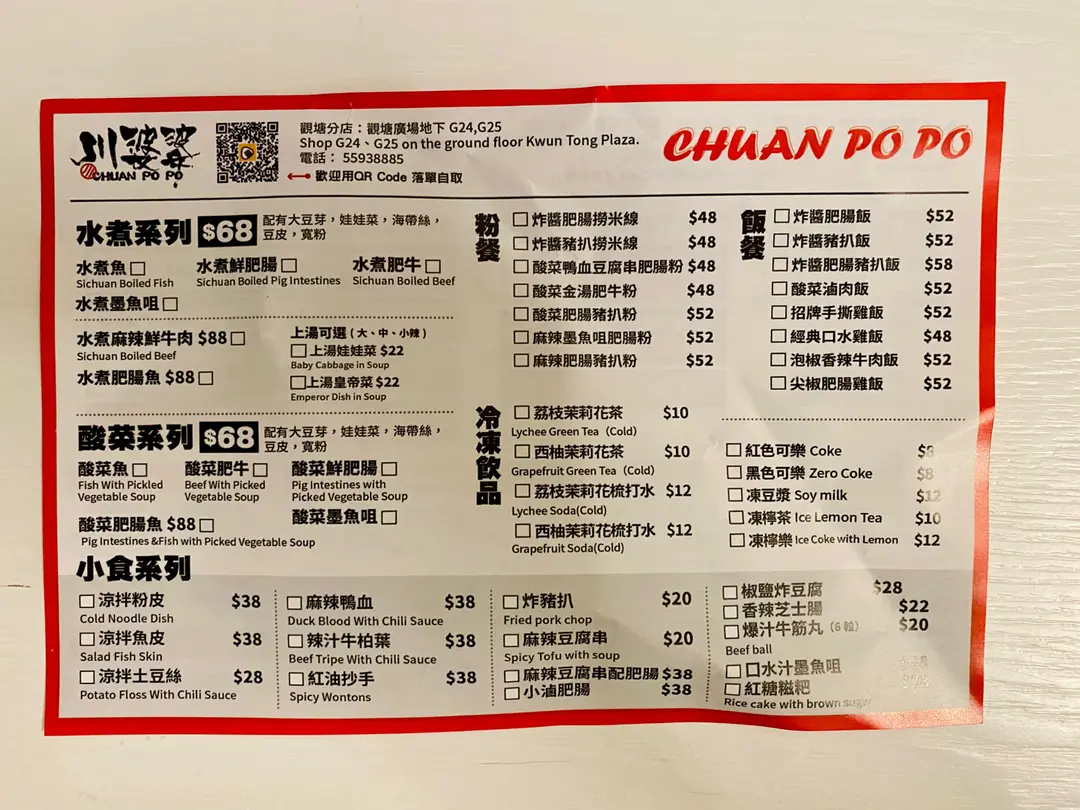 川婆婆
CHUAN PO PO
觀塘分店：觀塘廣場地下 G24,G25
Shop G24、G25 on the ground floor Kwun Tong Plaza.
電話： 55938885
歡迎用QR Code 落單自取
CHUAN PO PO
水煮系列 $68 配有大豆芽，娃娃菜，海帶絲，
豆皮，寬粉
水煮魚 水煮鮮肥腸 水煮肥牛
Sichuan Boiled Fish Sichuan Boiled Pig Intestines Sichuan Boiled Beef
水煮墨魚咀
水煮麻辣鮮牛肉 $88
Sichuan Boiled Beef
水煮肥腸魚 $88
上湯可選 ( 大、中、小辣 )
上湯娃娃菜 $22
Baby Cabbage in Soup
上湯皇帝菜 $22
Emperor Dish in Soup
酸菜系列 $68 配有大豆芽，娃娃菜，海帶絲，
豆皮，寬粉
酸菜魚 酸菜肥牛 酸菜鮮肥腸
Fish With Pickled Beef With Picked Pig Intestines with
Vegetable Soup Vegetable Soup Picked Vegetable Soup
酸菜肥腸魚 $88 酸菜墨魚咀
Pig Intestines &Fish with Picked Vegetable Soup
粉餐
炸醬肥腸撈米線 $48
炸醬豬扒撈米線 $48
酸菜鴨血豆腐串肥腸粉 $48
酸菜金湯肥牛粉 $48
酸菜肥腸豬扒粉 $52
麻辣墨魚咀肥腸粉 $52
麻辣肥腸豬扒粉 $52
飯餐
炸醬肥腸飯 $52
炸醬豬扒飯 $52
炸醬肥腸豬扒飯 $58
酸菜滷肉飯 $52
招牌手撕雞飯 $52
經典口水雞飯 $48
泡椒香辣牛肉飯 $52
尖椒肥腸雞飯 $52
冷凍飲品
荔枝茉莉花茶 $10
Lychee Green Tea（Cold)
西柚茉莉花茶 $10
Grapefruit Green Tea（Cold)
荔枝茉莉花梳打水 $12
Lychee Soda(Cold)
西柚茉莉花梳打水 $12
Grapefruit Soda(Cold)
紅色可樂 Coke $8
黑色可樂 Zero Coke $8
凍豆漿 Soy milk $12
凍檸茶 Ice Lemon Tea $10
凍檸樂 Ice Coke with Lemon $12
小食系列
涼拌粉皮 $38
Cold Noodle Dish
涼拌魚皮 $38
Salad Fish Skin
涼拌土豆絲 $28
Potato Floss With Chili Sauce
麻辣鴨血 $38
Duck Blood With Chili Sauce
辣汁牛柏葉 $38
Beef Tripe With Chili Sauce
紅油抄手 $38
Spicy Wontons
炸豬扒 $20
Fried pork chop
麻辣豆腐串 $20
Spicy Tofu with soup
麻辣豆腐串配肥腸 $38
小滷肥腸 $38
椒鹽炸豆腐 $28
香辣芝士腸 $22
爆汁牛筋丸（6 粒） $20
Beef ball
口水汁墨魚咀
紅糖糍粑
Rice cake with brown sugar